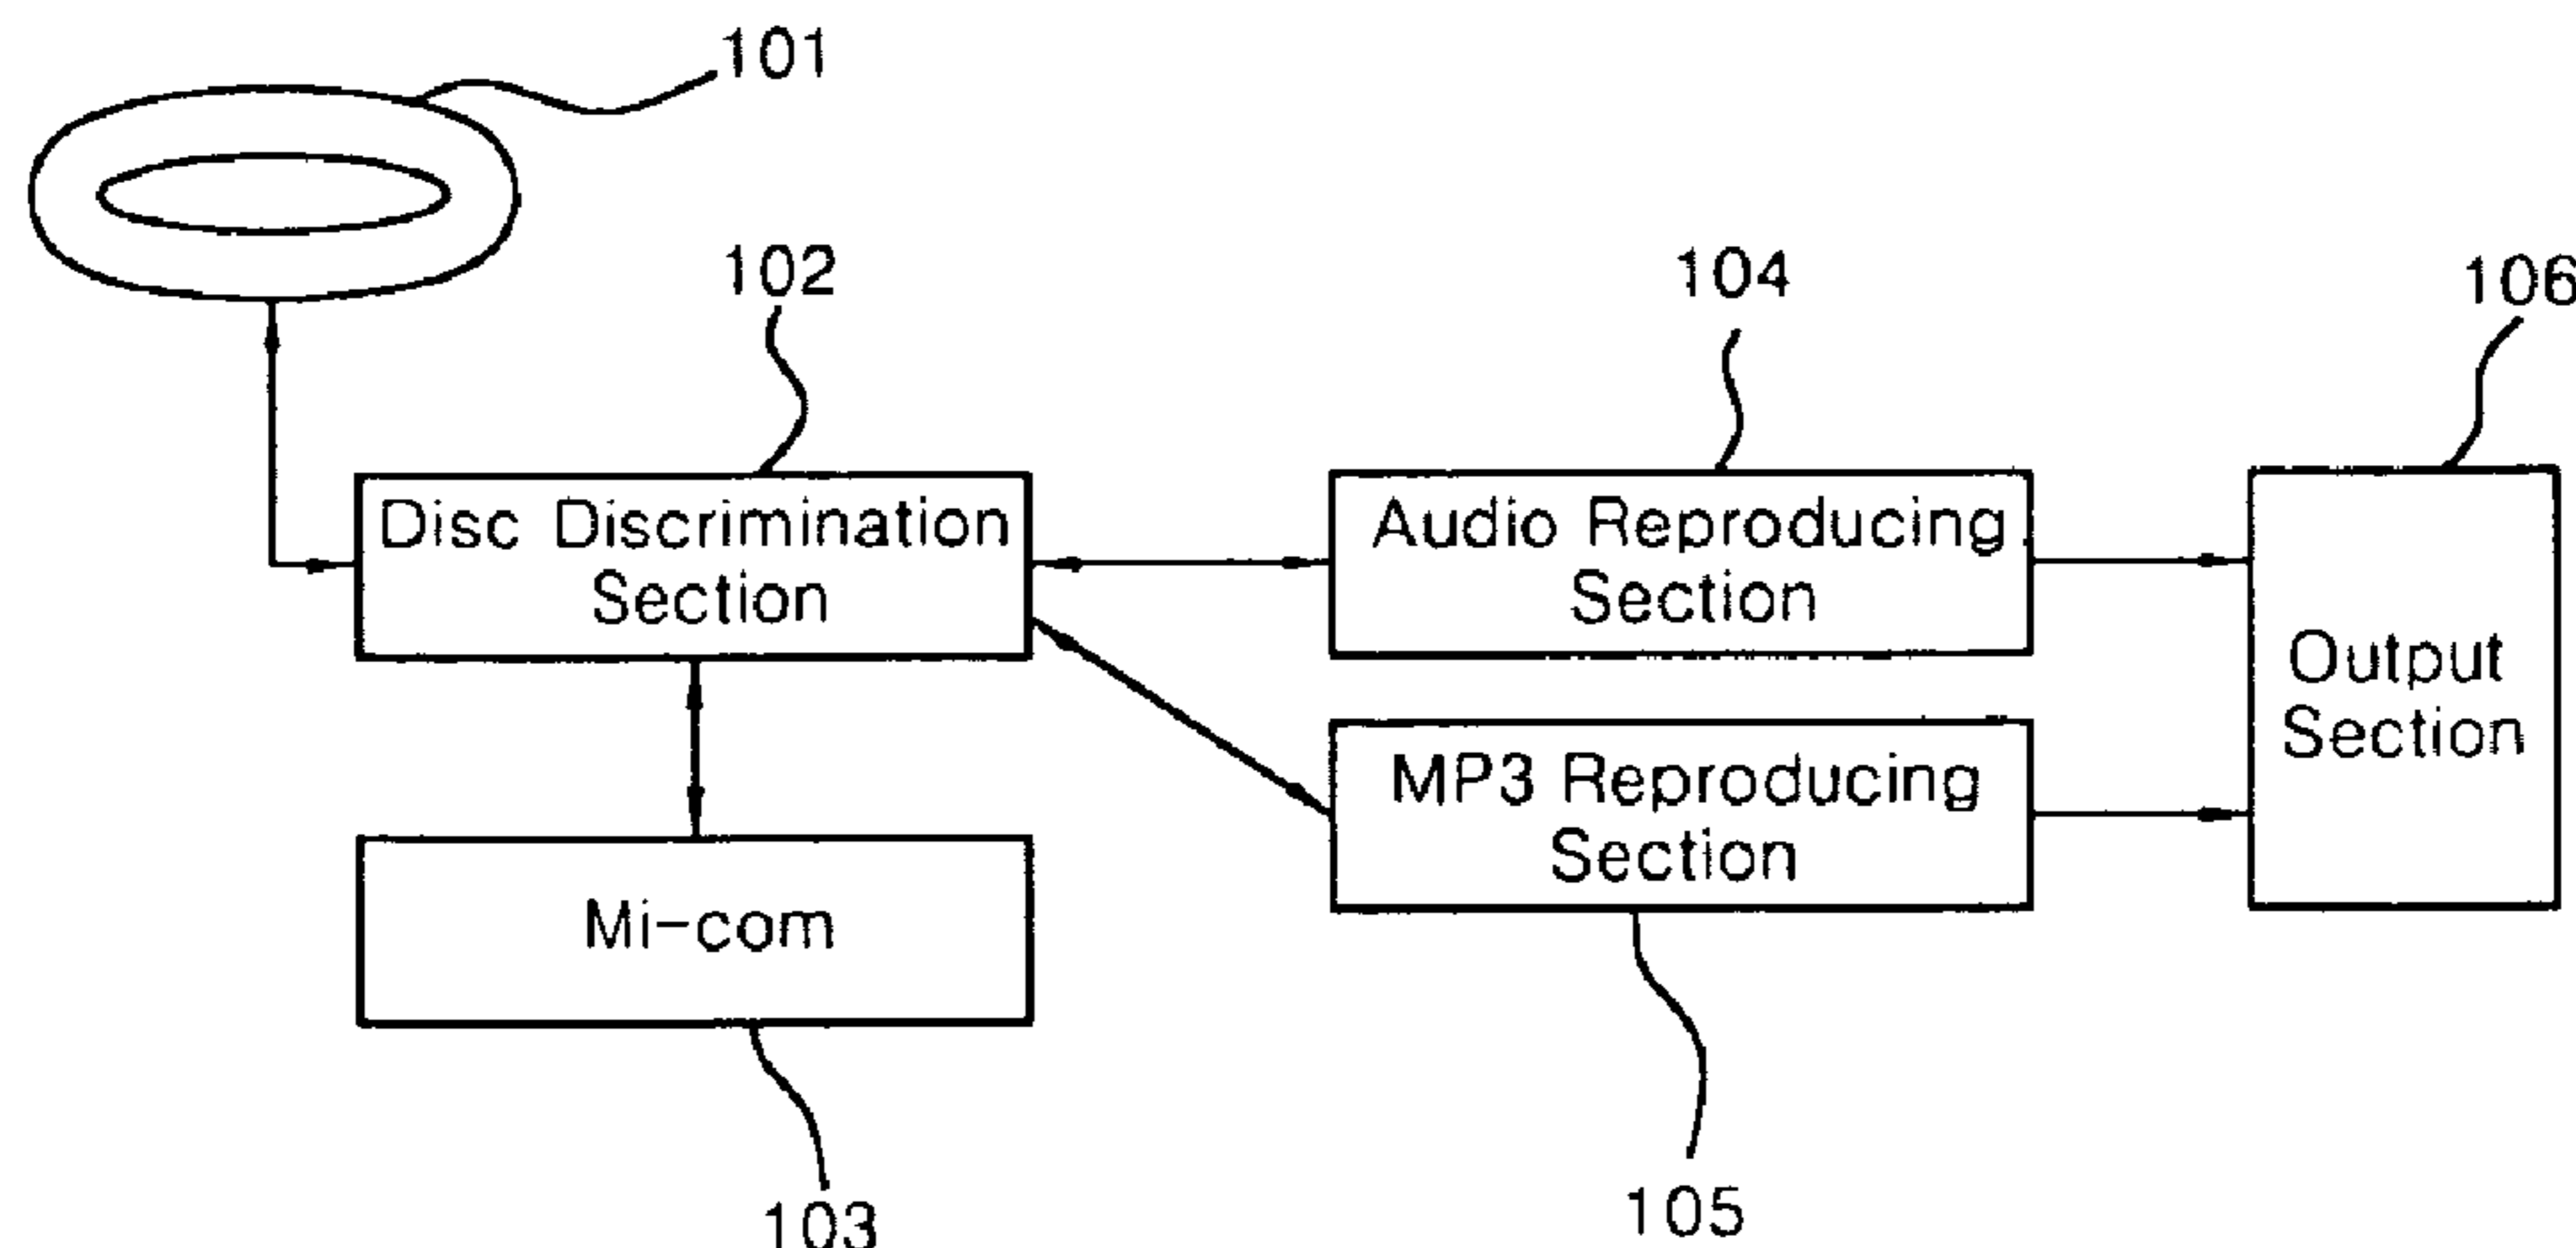 101
102
104
106
Disc Discrimination
Section
Audio Reproducing
Section
Output
Section
MP3 Reproducing
Section
Mi-com
103
105